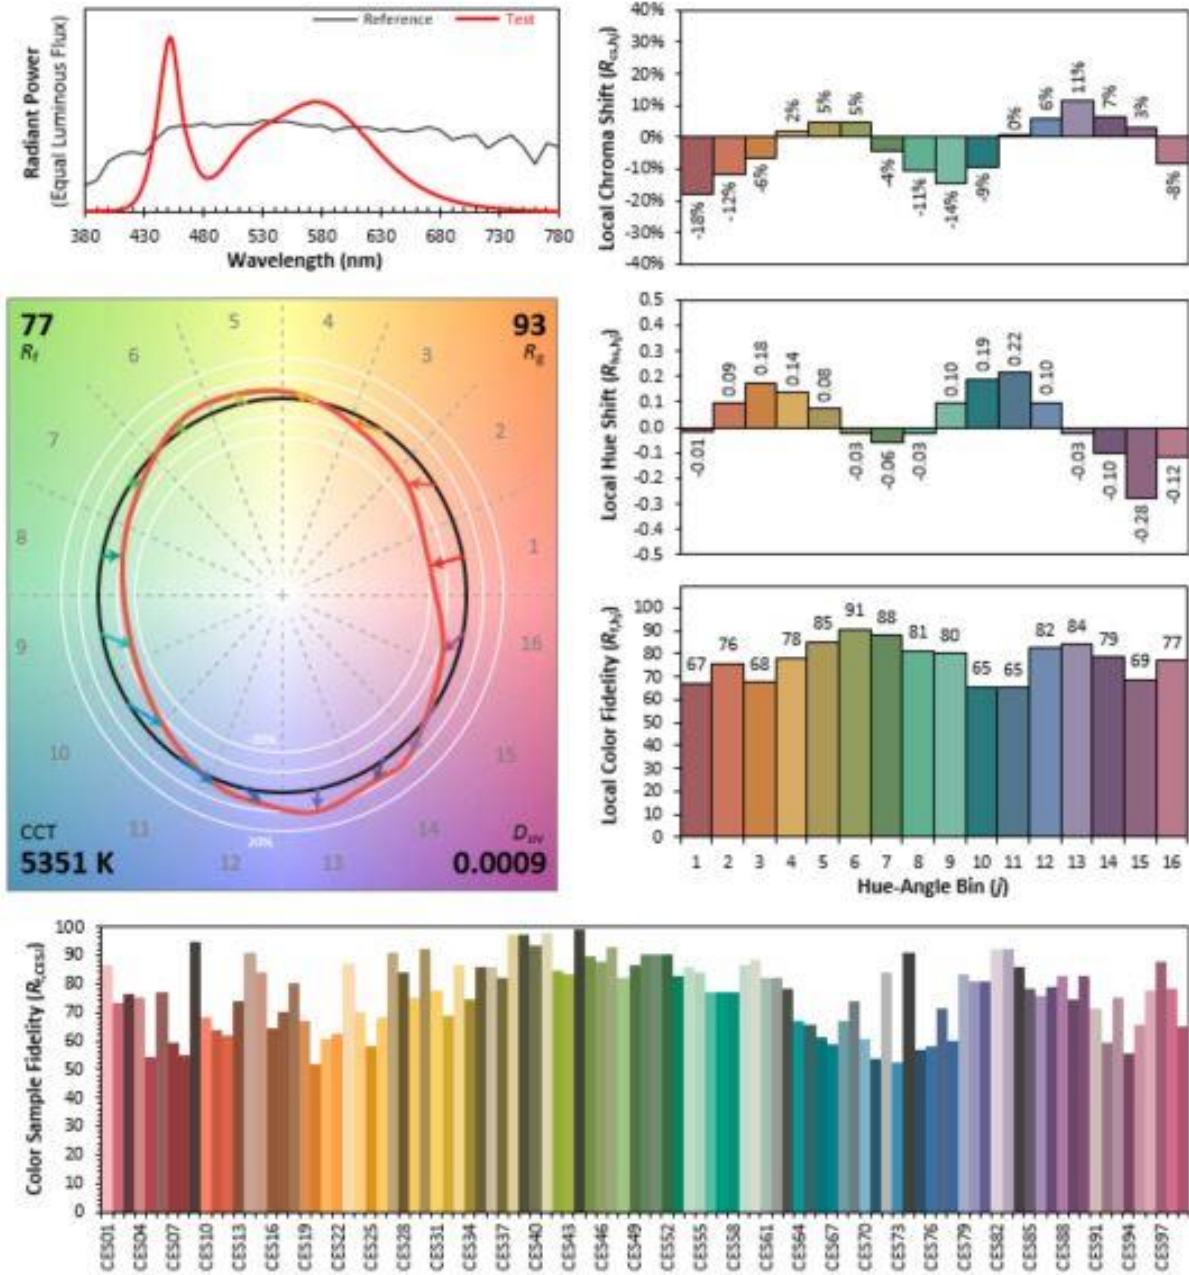 Radiant Power
(Equal Luminous Flux)
Reference
Test
380 430 480 530 580 630 680 730 780
Wavelength (nm)
Local Chroma Shift (Rcs,hj)
40%
30%
20%
10%
0%
-10%
-20%
-30%
-40%
-18% -12% -6% 2% 5% 5% -4% -11% -14% -9% 0% 6% 11% 7% 3% -8%
77
Rf
93
Rg
1
2
3
4
5
6
7
8
9
10
11
12
13
14
15
16
20%
CCT
5351 K
Duv
0.0009
Local Hue Shift (Rhs,hj)
0.5
0.4
0.3
0.2
0.1
0.0
-0.1
-0.2
-0.3
-0.4
-0.5
-0.01 0.09 0.18 0.14 0.08 -0.03 -0.06 -0.03 0.10 0.19 0.22 0.10 -0.03 -0.10 -0.28 -0.12
Local Color Fidelity (Rf,hj)
100
90
80
70
60
50
40
30
20
10
0
67 76 68 78 85 91 88 81 80 65 65 82 84 79 69 77
1 2 3 4 5 6 7 8 9 10 11 12 13 14 15 16
Hue-Angle Bin (j)
Color Sample Fidelity (Rf,CESi)
100
90
80
70
60
50
40
30
20
10
0
CES01 CES04 CES07 CES10 CES13 CES16 CES19 CES22 CES25 CES28 CES31 CES34 CES37 CES40 CES43 CES46 CES49 CES52 CES55 CES58 CES61 CES64 CES67 CES70 CES73 CES76 CES79 CES82 CES85 CES88 CES91 CES94 CES97